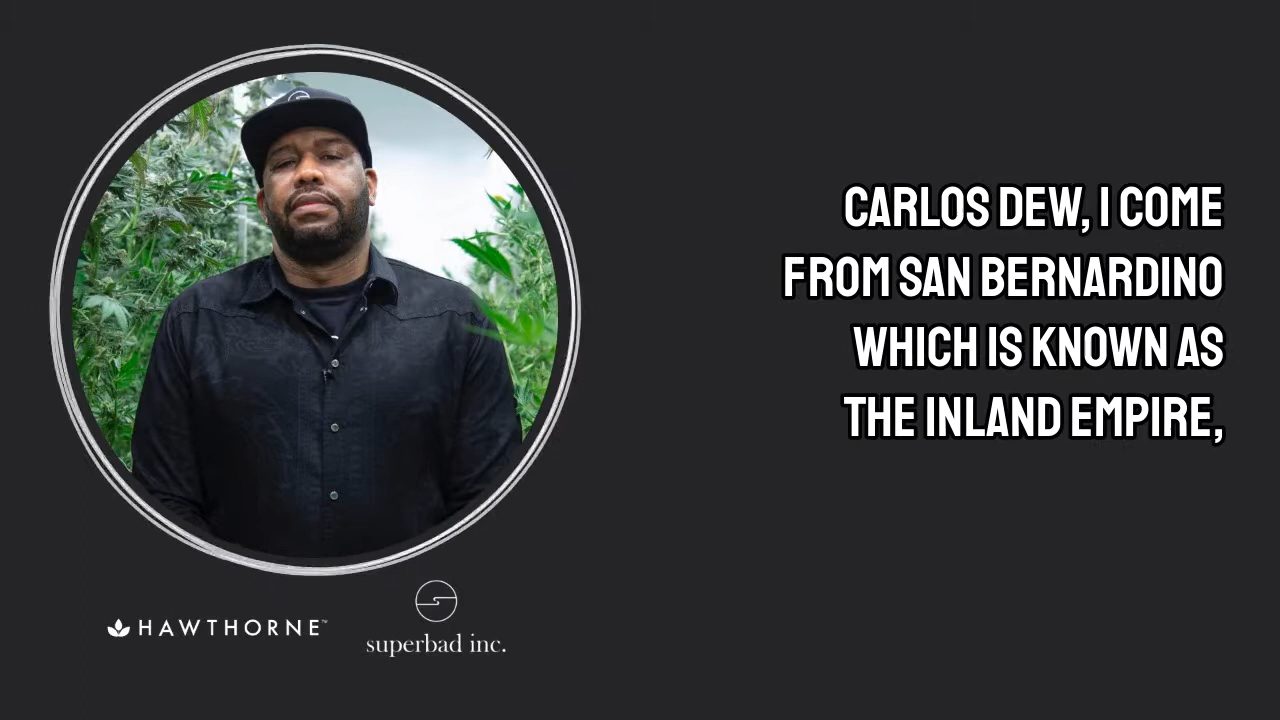 CARLOS DEW, I COME
FROM SAN BERNARDINO
WHICH IS KNOWN AS
THE INLAND EMPIRE,
HAWTHORNE™
superbad inc.